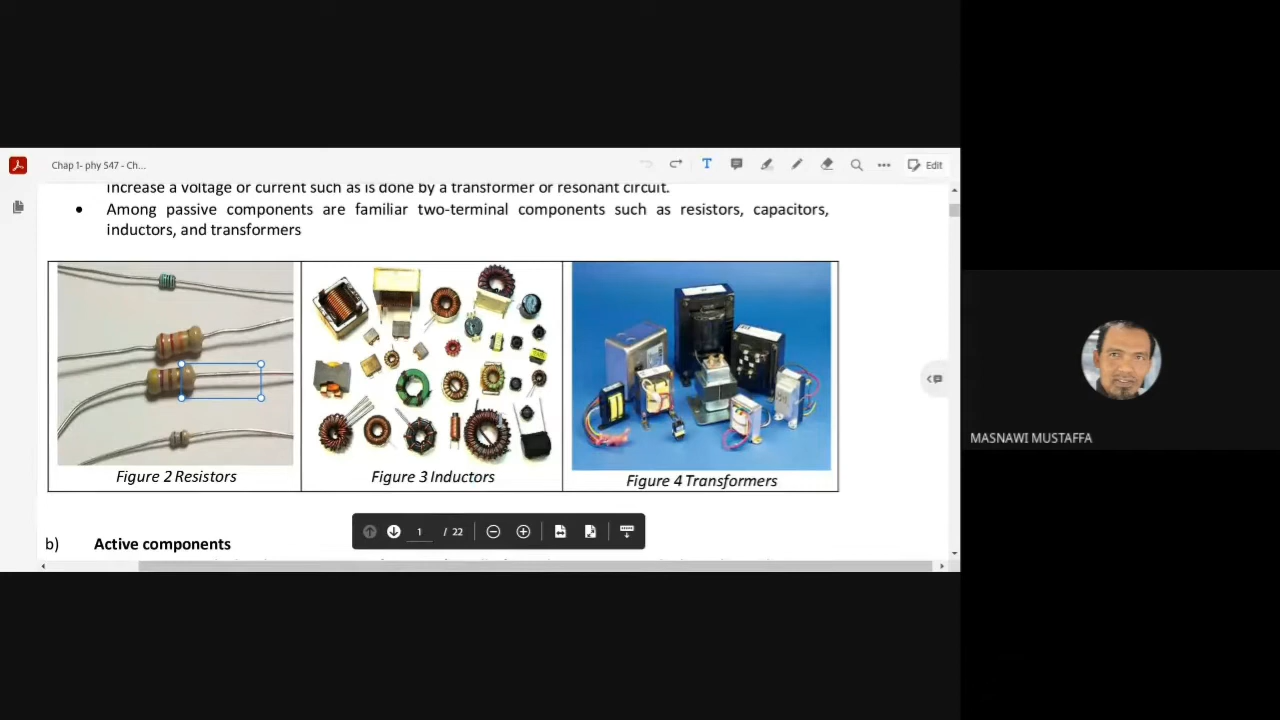 Chap 1- phy 547 - Ch...
Edit
Increase a voltage or current such as is done by a transformer or resonant circuit.
• Among passive components are familiar two-terminal components such as resistors, capacitors,
inductors, and transformers
Figure 2 Resistors
Figure 3 Inductors
Figure 4 Transformers
1 / 22
b) Active components
MASNAWI MUSTAFFA